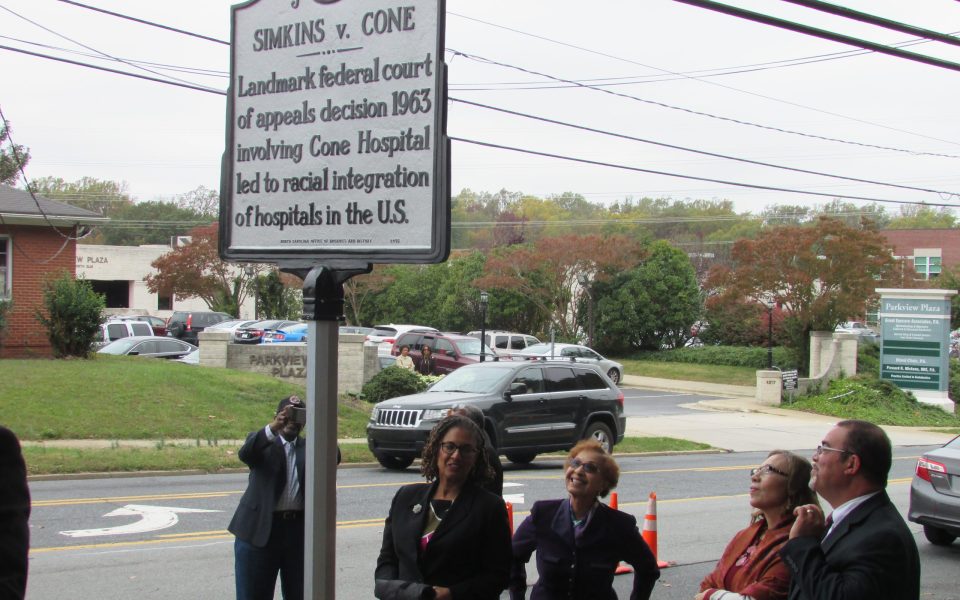 SIMKINS v. CONE
Landmark federal court
of appeals decision 1963
involving Cone Hospital
led to racial integration
of hospitals in the U.S.
W PLAZA
PARKVIEW
PLAZA
Parkview Plaza